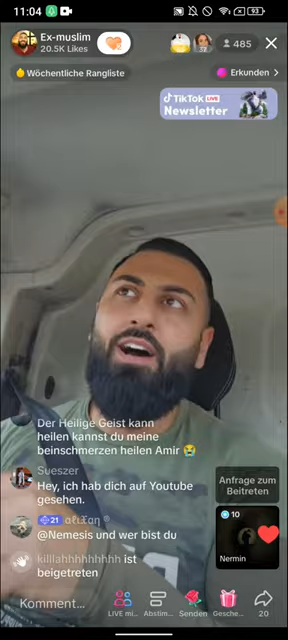 11:04
93
Ex-muslim
20.5K Likes
485
Wöchentliche Rangliste
Erkunden
TikTok LIVE
Newsletter
Der Heilige Geist kann
heilen kannst du meine
beinschmerzen heilen Amir 😭
Sueszer
Hey, ich hab dich auf Youtube
gesehen.
21
@Nemesis und wer bist du
killlahhhhhhhhh ist
beigetreten
Anfrage zum
Beitreten
10
Nermin
Kommentar...
LIVE mi...
Abstim...
Senden
Gesche...
20